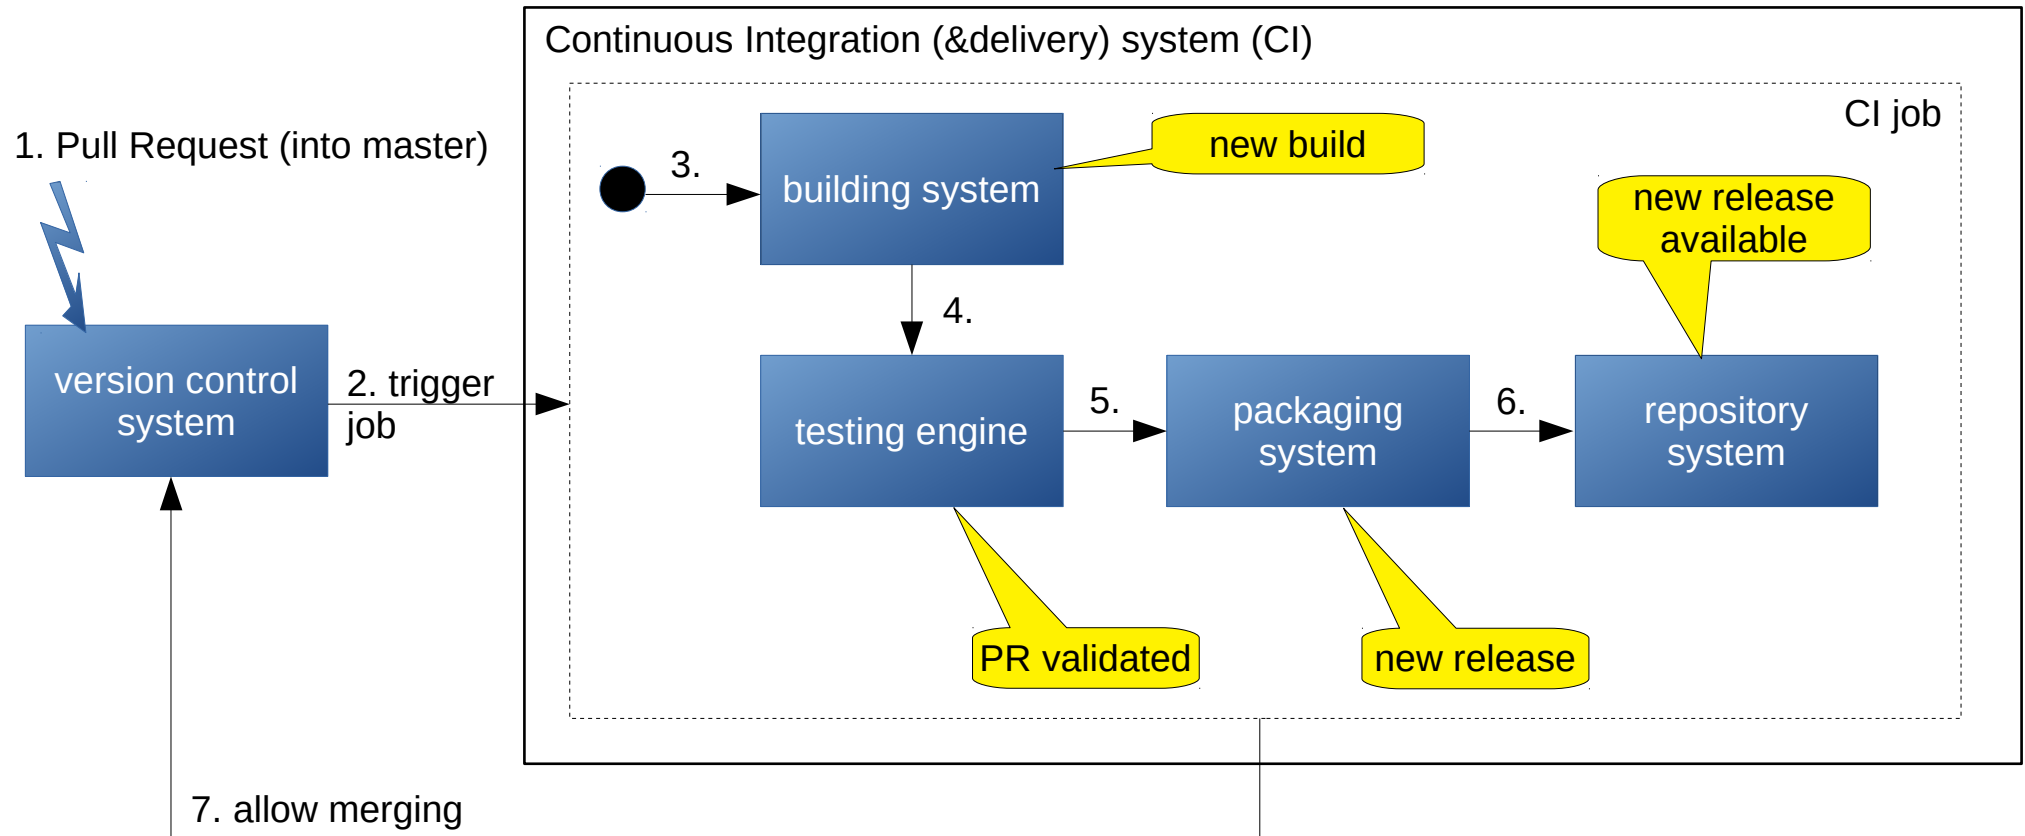 Continuous Integration (&delivery) system (CI)
CI job
1. Pull Request (into master)
3.
building system
new build
new release
available
4.
version control
system
2. trigger
job
testing engine
5.
packaging
system
6.
repository
system
PR validated
new release
7. allow merging